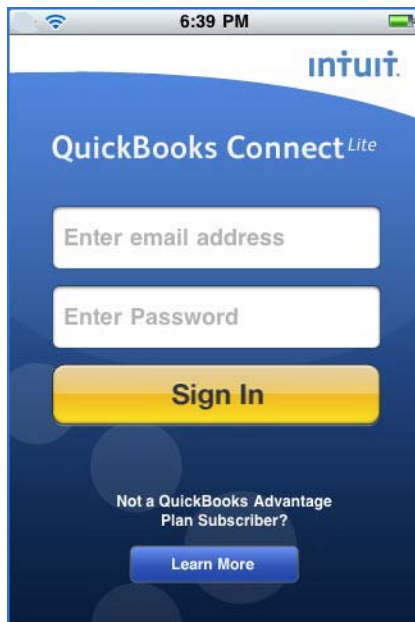 6:39 PM
intuit.
QuickBooks Connect Lite
Enter email address
Enter Password
Sign In
Not a QuickBooks Advantage
Plan Subscriber?
Learn More